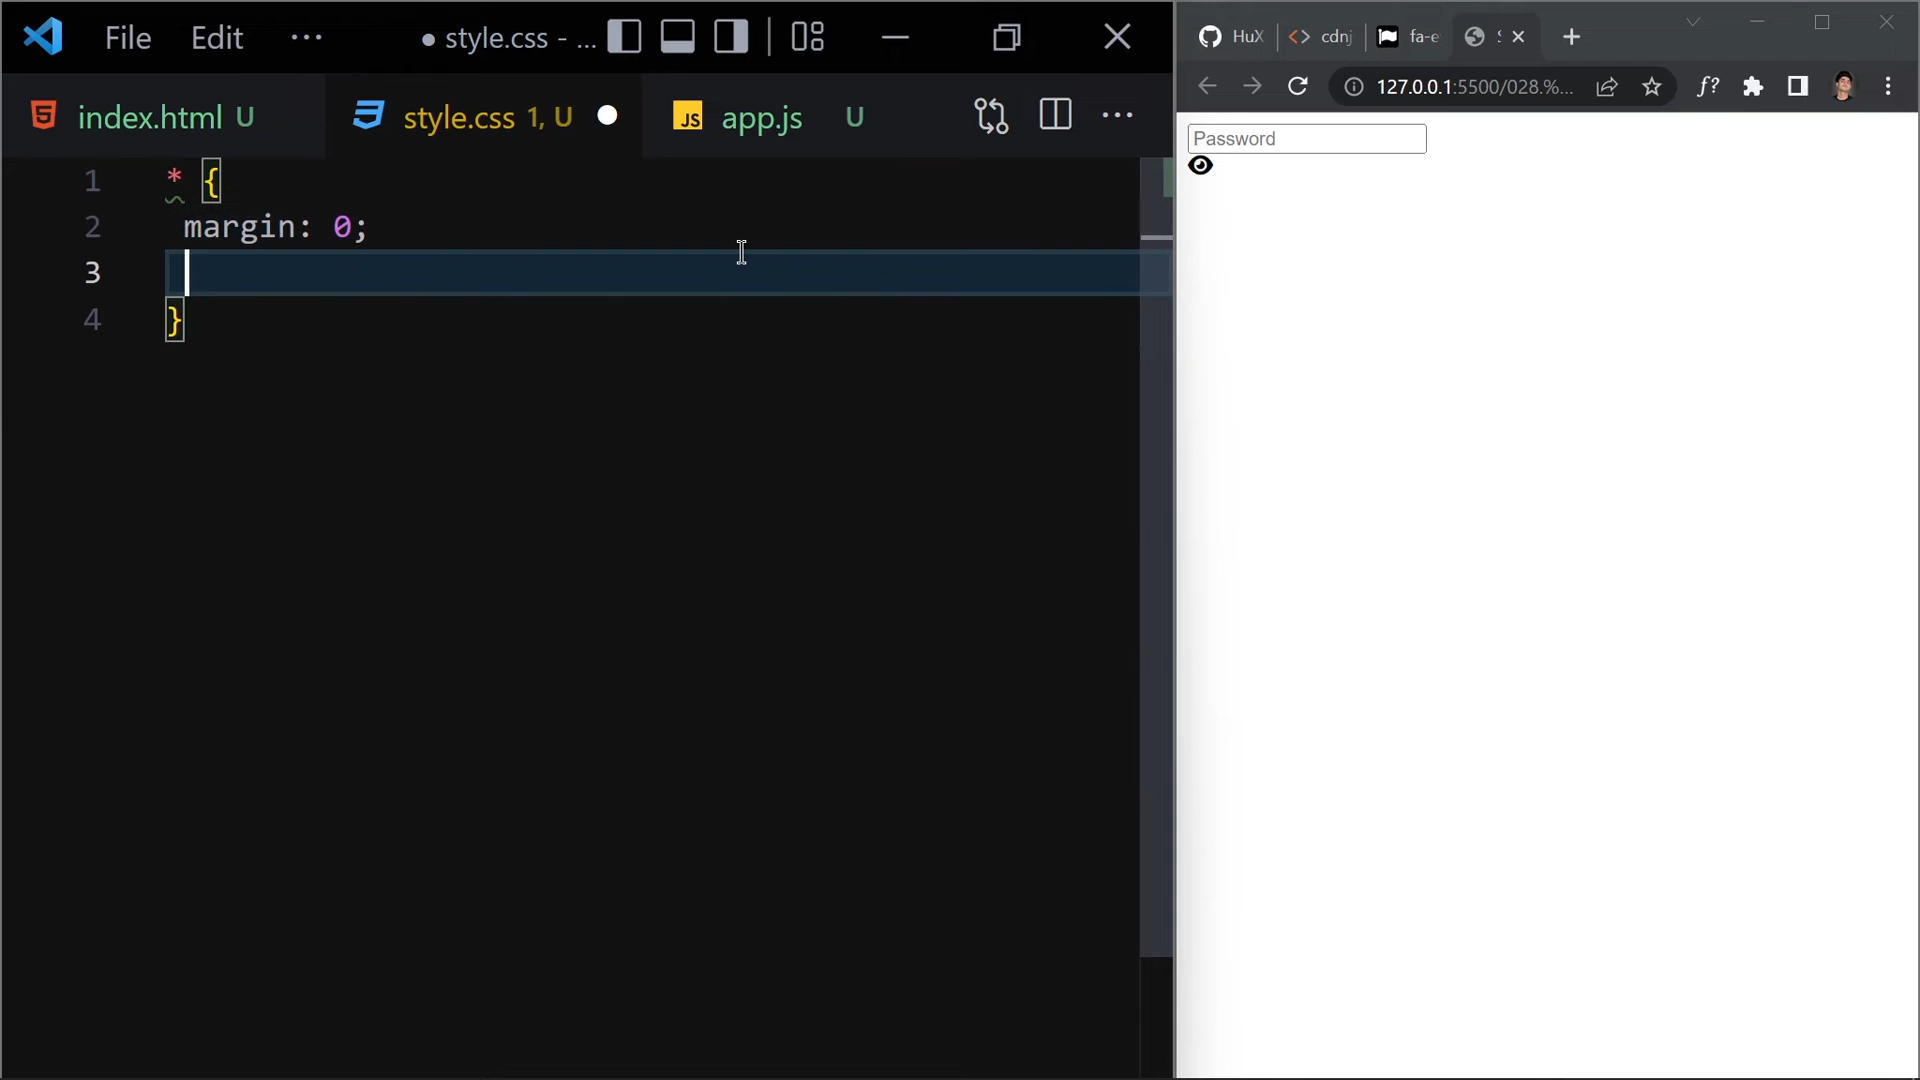 File Edit ··· ● style.css - ...
index.html U style.css 1, U app.js U ···
1 * {
2 margin: 0;
3
4 }
HuX cdnj fa-e
127.0.0.1:5500/028.%... f?
Password